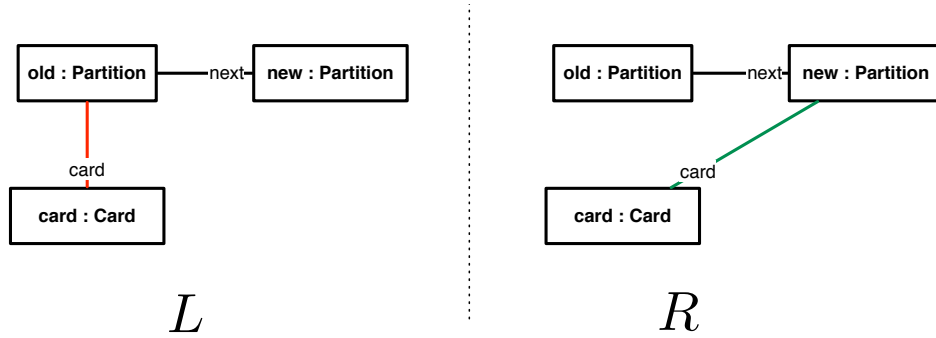 old : Partition
next
new : Partition
card
card : Card
L
old : Partition
next
new : Partition
card
card : Card
R